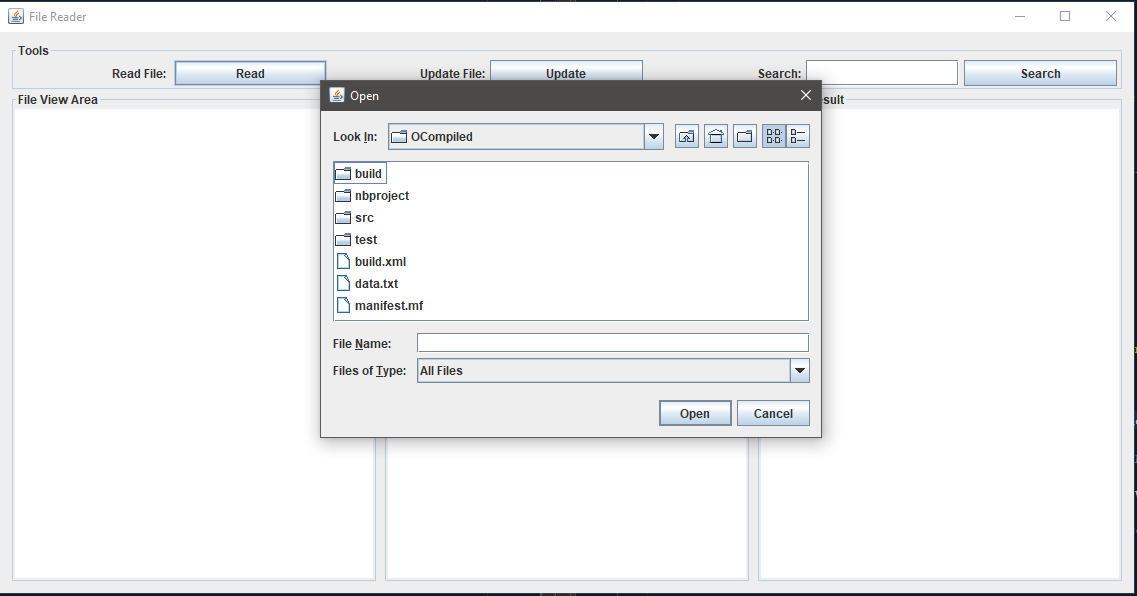 File Reader
Tools
Read File: Read Update File: Update Search: Search
File View Area
Open
Look In: OCompiled
build
nbproject
src
test
build.xml
data.txt
manifest.mf
File Name:
Files of Type: All Files
Open Cancel